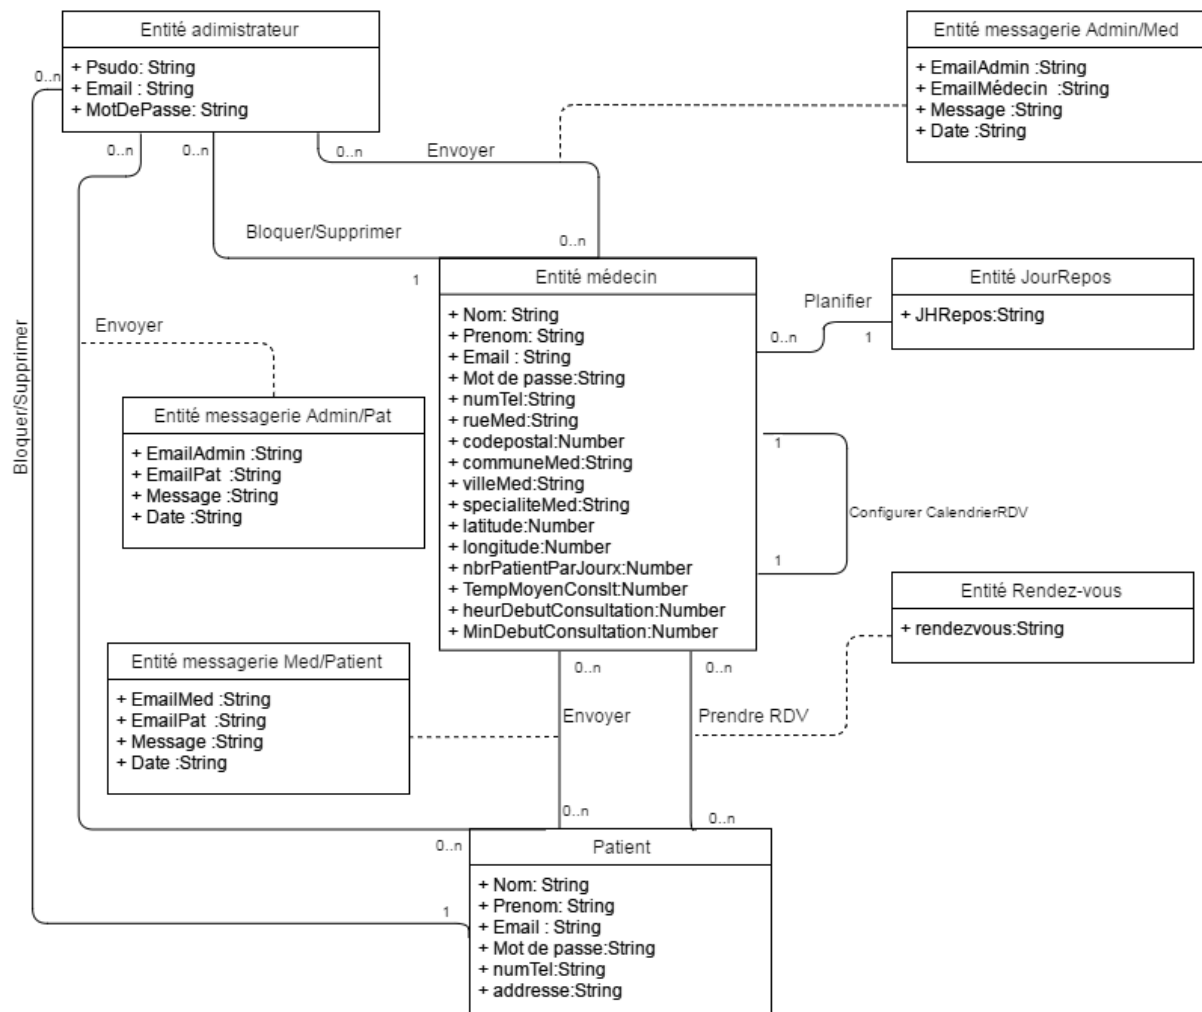 Entité adimistrateur
+ Psudo: String
+ Email : String
+ MotDePasse: String
Entité messagerie Admin/Med
+ EmailAdmin :String
+ EmailMédecin :String
+ Message :String
+ Date :String
0..n
0..n
0..n
0..n
Envoyer
Bloquer/Supprimer
0..n
1
Entité médecin
+ Nom: String
+ Prenom: String
+ Email : String
+ Mot de passe:String
+ numTel:String
+ rueMed:String
+ codepostal:Number
+ communeMed:String
+ villeMed:String
+ specialiteMed:String
+ latitude:Number
+ longitude:Number
+ nbrPatientParJourx:Number
+ TempMoyenConslt:Number
+ heurDebutConsultation:Number
+ MinDebutConsultation:Number
Entité JourRepos
+ JHRepos:String
Planifier
0..n
1
Envoyer
Bloquer/Supprimer
Entité messagerie Admin/Pat
+ EmailAdmin :String
+ EmailPat :String
+ Message :String
+ Date :String
1
Configurer CalendrierRDV
1
Entité Rendez-vous
+ rendezvous:String
Entité messagerie Med/Patient
+ EmailMed :String
+ EmailPat :String
+ Message :String
+ Date :String
0..n
0..n
Envoyer
Prendre RDV
0..n
0..n
0..n
1
Patient
+ Nom: String
+ Prenom: String
+ Email : String
+ Mot de passe:String
+ numTel:String
+ addresse:String